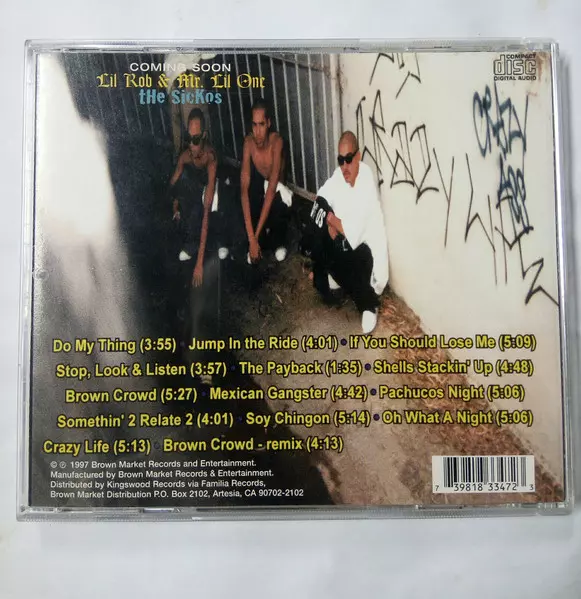 COMING SOON
Lil Rob & Mr. Lil One
tHe SicKos
COMPACT
disc
DIGITAL AUDIO
CRAZY
Do My Thing (3:55) • Jump In the Ride (4:01) • If You Should Lose Me (5:09)
Stop, Look & Listen (3:57) • The Payback (1:35) • Shells Stackin' Up (4:48)
Brown Crowd (5:27) • Mexican Gangster (4:42) • Pachucos Night (5:06)
Somethin' 2 Relate 2 (4:01) • Soy Chingon (5:14) • Oh What A Night (5:06)
Crazy Life (5:13) • Brown Crowd - remix (4:13)
© ℗ 1997 Brown Market Records and Entertainment.
Manufactured by Brown Market Records & Entertainment.
Distributed by Kingswood Records via Familia Records,
Brown Market Distribution P.O. Box 2102, Artesia, CA 90702-2102
7 39818 33472 3